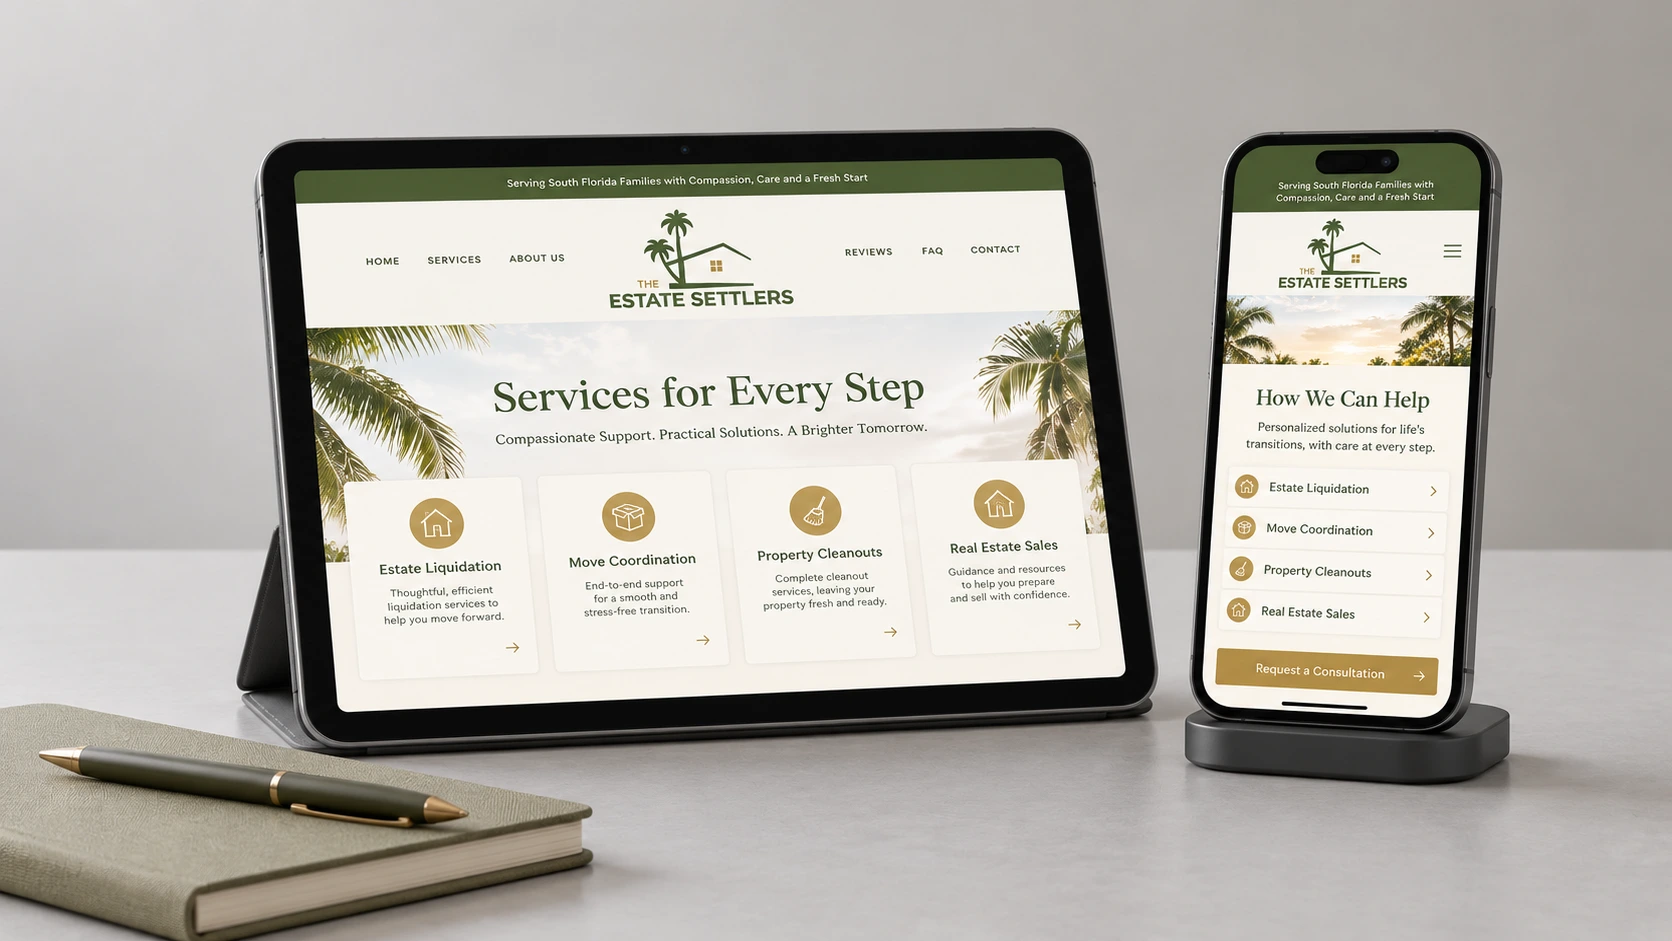 Serving South Florida Families with Compassion, Care and a Fresh Start
HOME
SERVICES
ABOUT US
THE
ESTATE SETTLERS
REVIEWS
FAQ
CONTACT
Services for Every Step
Compassionate Support. Practical Solutions. A Brighter Tomorrow.
Estate Liquidation
Thoughtful, efficient
liquidation services to
help you move forward.
Move Coordination
End-to-end support
for a smooth and
stress-free transition.
Property Cleanouts
Complete cleanout
services, leaving your
property fresh and ready.
Real Estate Sales
Guidance and resources
to help you prepare
and sell with confidence.
Serving South Florida Families with
Compassion, Care and a Fresh Start
THE
ESTATE SETTLERS
How We Can Help
Personalized solutions for life's
transitions, with care at every step.
Estate Liquidation
Move Coordination
Property Cleanouts
Real Estate Sales
Request a Consultation